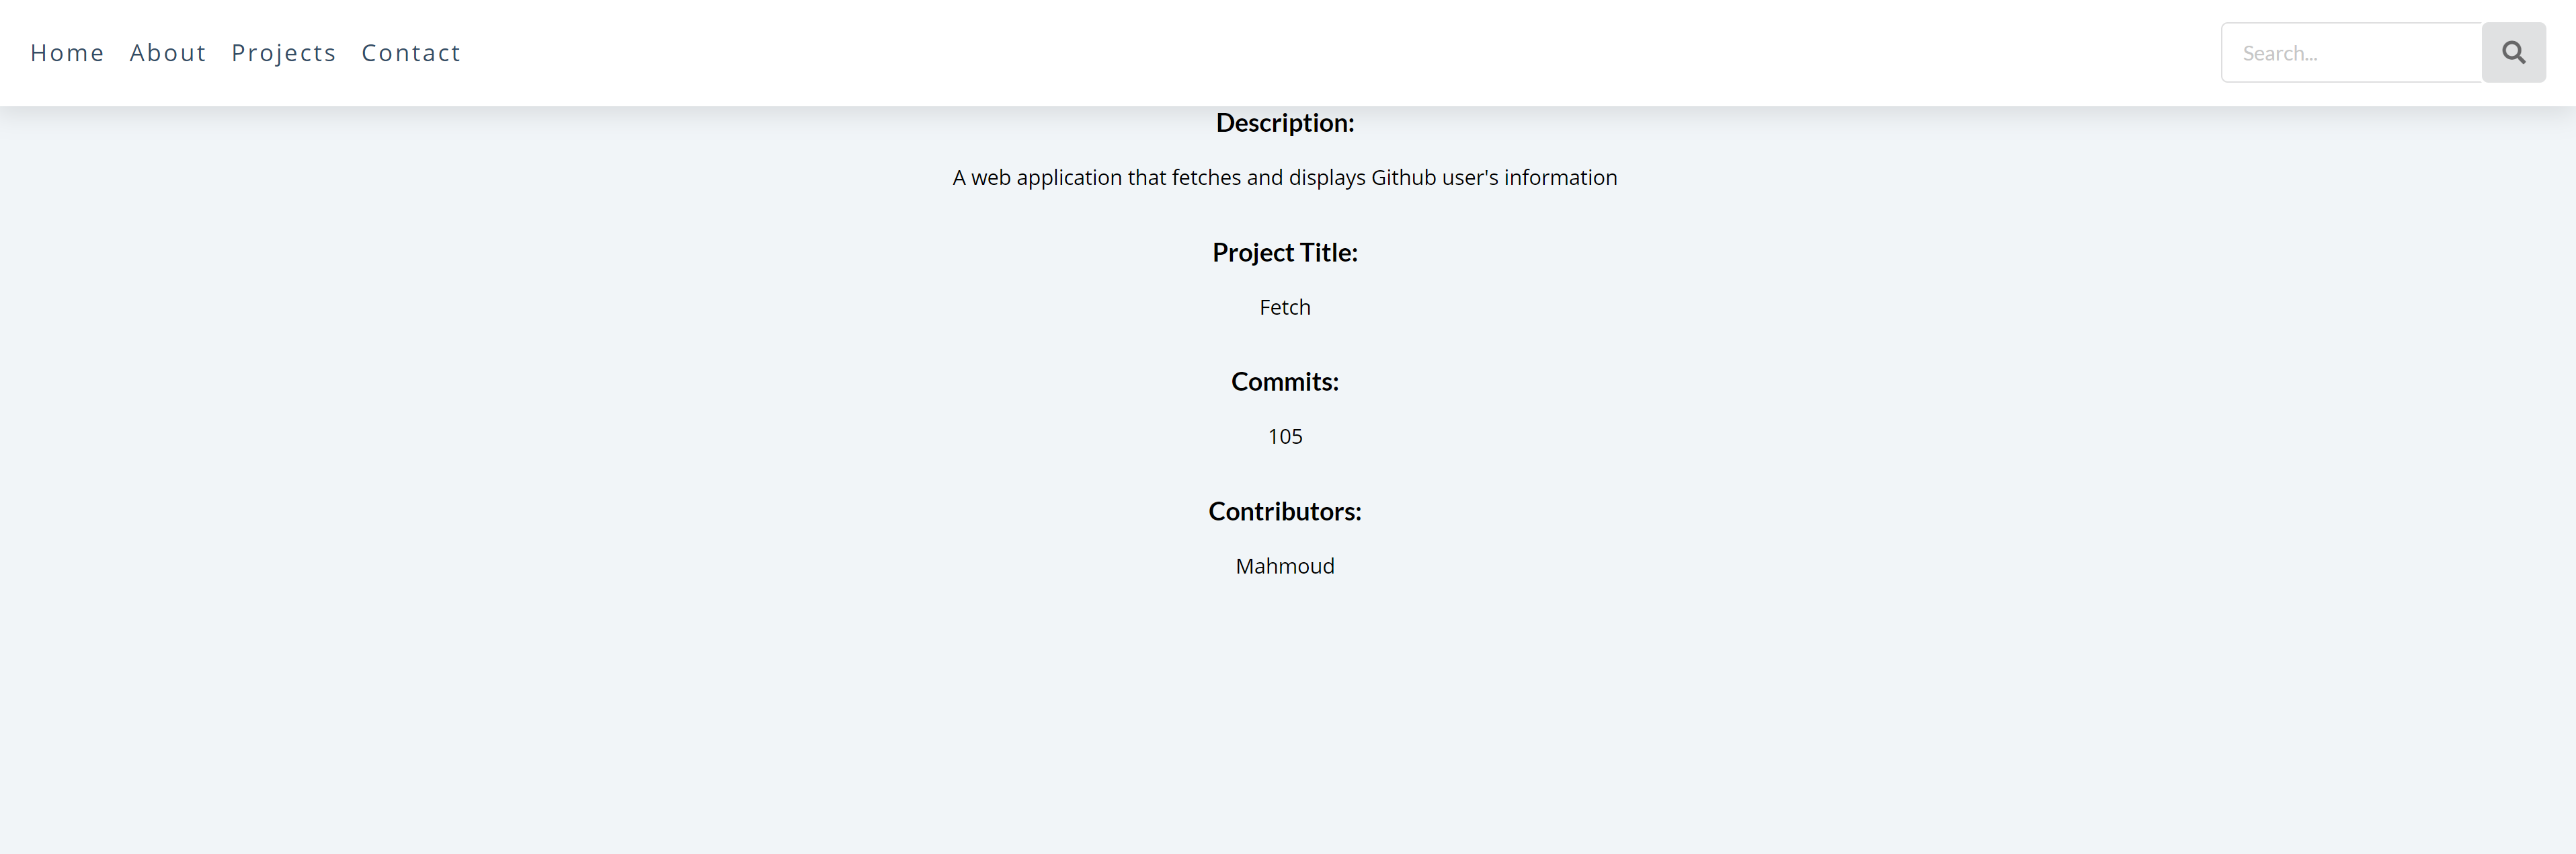 Home About Projects Contact Search...
Description:
A web application that fetches and displays Github user's information
Project Title:
Fetch
Commits:
105
Contributors:
Mahmoud